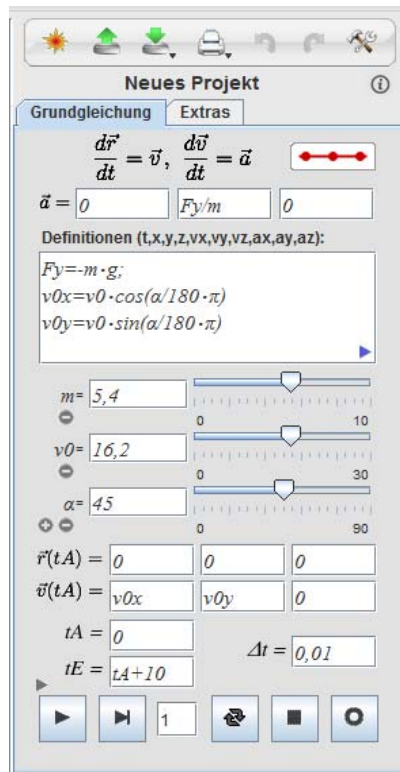 Neues Projekt
Grundgleichung Extras
dr⃗/dt = v⃗, dv⃗/dt = a⃗
a⃗ = 0 Fy/m 0
Definitionen (t,x,y,z,vx,vy,vz,ax,ay,az):
Fy=-m·g;
v0x=v0·cos(α/180·π)
v0y=v0·sin(α/180·π)
m= 5,4
0 10
v0= 16,2
0 30
α= 45
0 90
r⃗(tA) = 0 0 0
v⃗(tA) = v0x v0y 0
tA = 0
Δt = 0,01
tE = tA+10
1